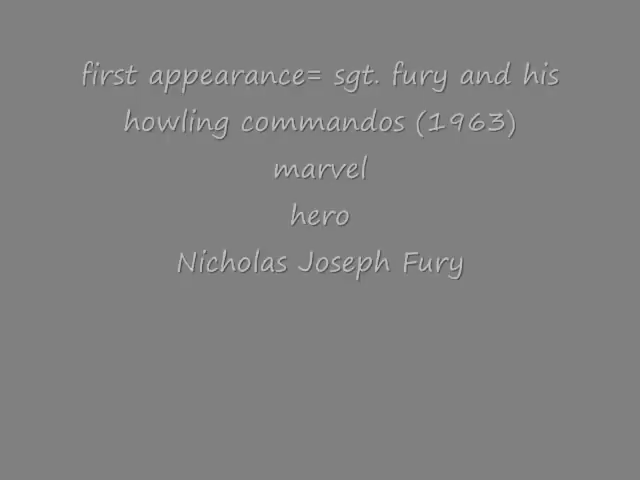 first appearance= sgt. fury and his
howling commandos (1963)
marvel
hero
Nicholas Joseph Fury